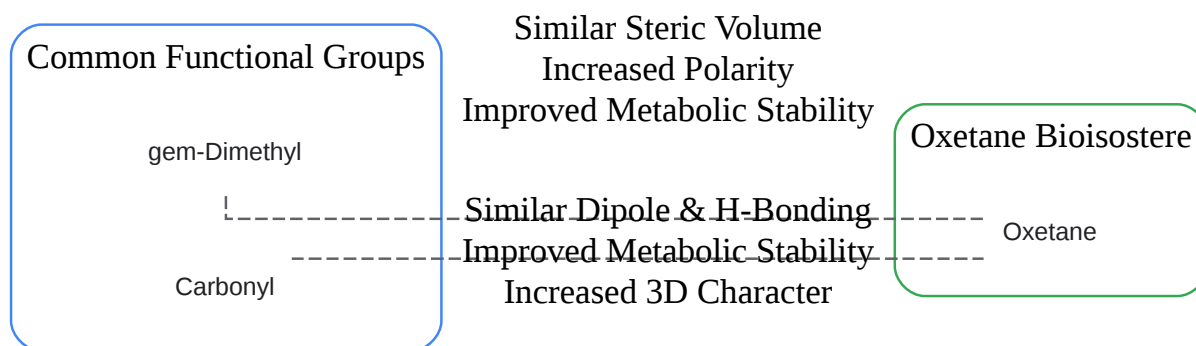 Common Functional Groups
gem-Dimethyl
Carbonyl
Similar Steric Volume
Increased Polarity
Improved Metabolic Stability
Similar Dipole & H-Bonding
Improved Metabolic Stability
Increased 3D Character
Oxetane Bioisostere
Oxetane